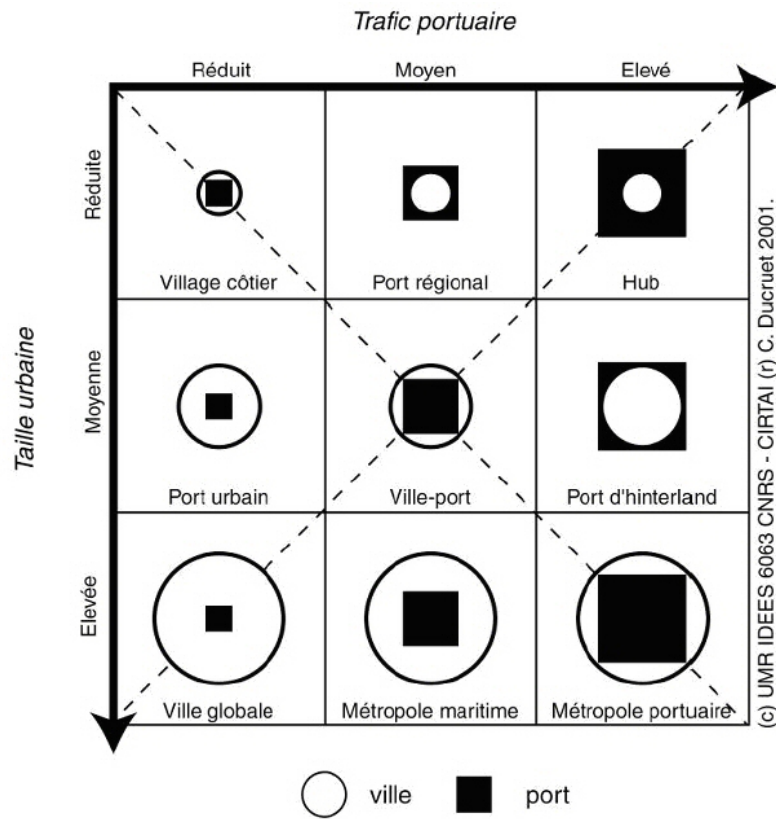 Trafic portuaire
Réduit Moyen Elevé
Taille urbaine
Réduite
Village côtier Port régional Hub
Moyenne
Port urbain Ville-port Port d'hinterland
Elevée
Ville globale Métropole maritime Métropole portuaire
(c) UMR IDEES 6063 CNRS - CIRTAI (r) C. Ducruet 2001.
ville port